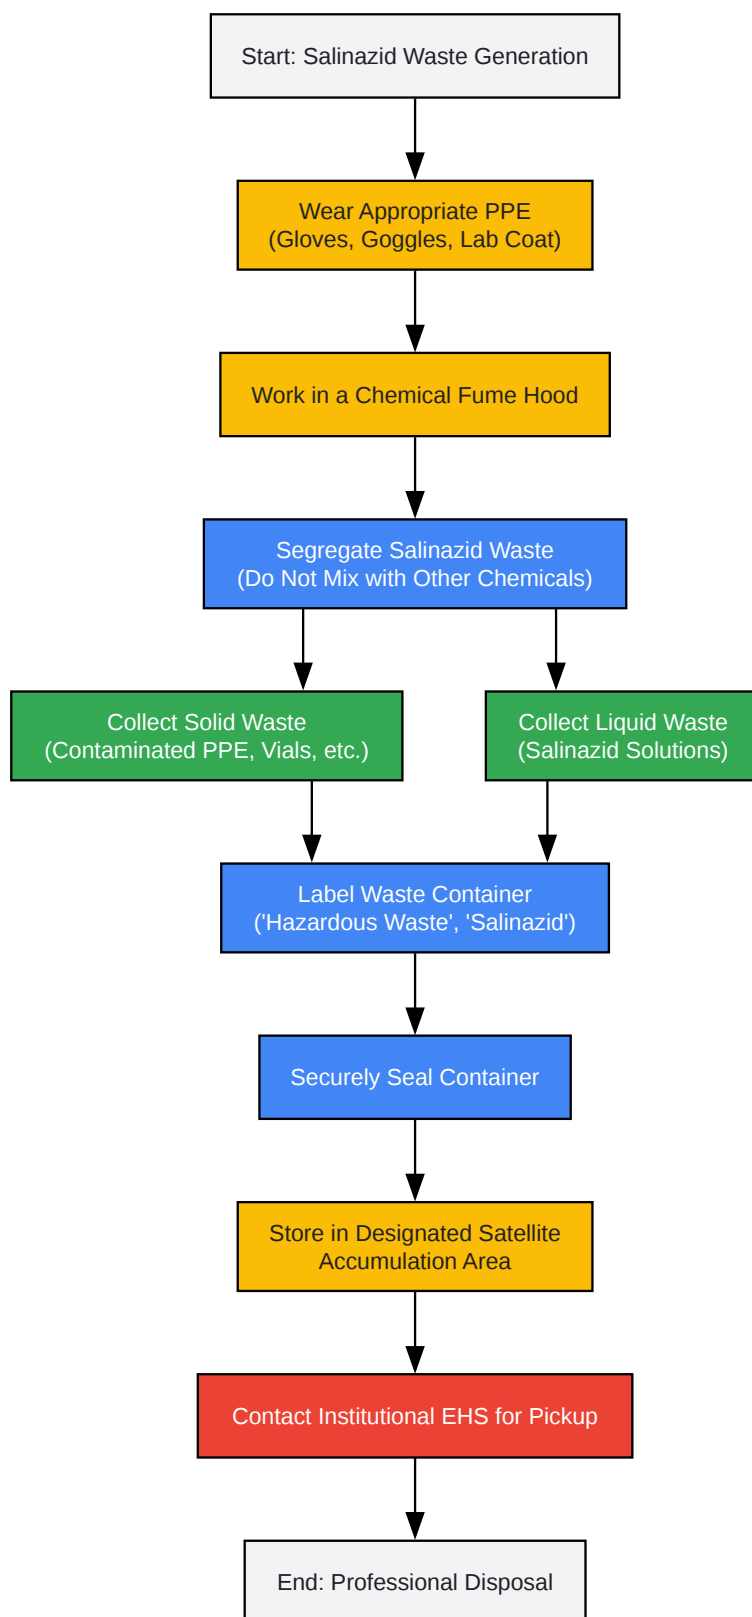 Start: Salinazid Waste Generation
Wear Appropriate PPE
(Gloves, Goggles, Lab Coat)
Work in a Chemical Fume Hood
Segregate Salinazid Waste
(Do Not Mix with Other Chemicals)
Collect Solid Waste
(Contaminated PPE, Vials, etc.)
Collect Liquid Waste
(Salinazid Solutions)
Label Waste Container
('Hazardous Waste', 'Salinazid')
Securely Seal Container
Store in Designated Satellite
Accumulation Area
Contact Institutional EHS for Pickup
End: Professional Disposal